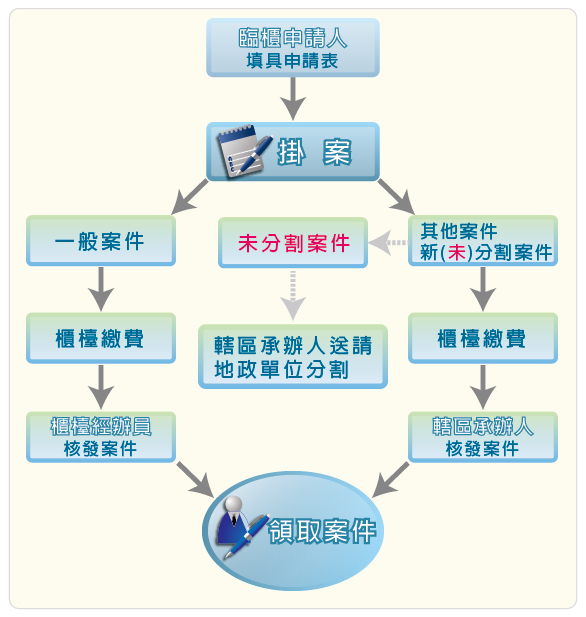 臨櫃申請人
填具申請表
掛 案
一般案件
未分割案件
其他案件
新(未)分割案件
櫃檯繳費
轄區承辦人送請
地政單位分割
櫃檯繳費
櫃檯經辦員
核發案件
轄區承辦人
核發案件
領取案件